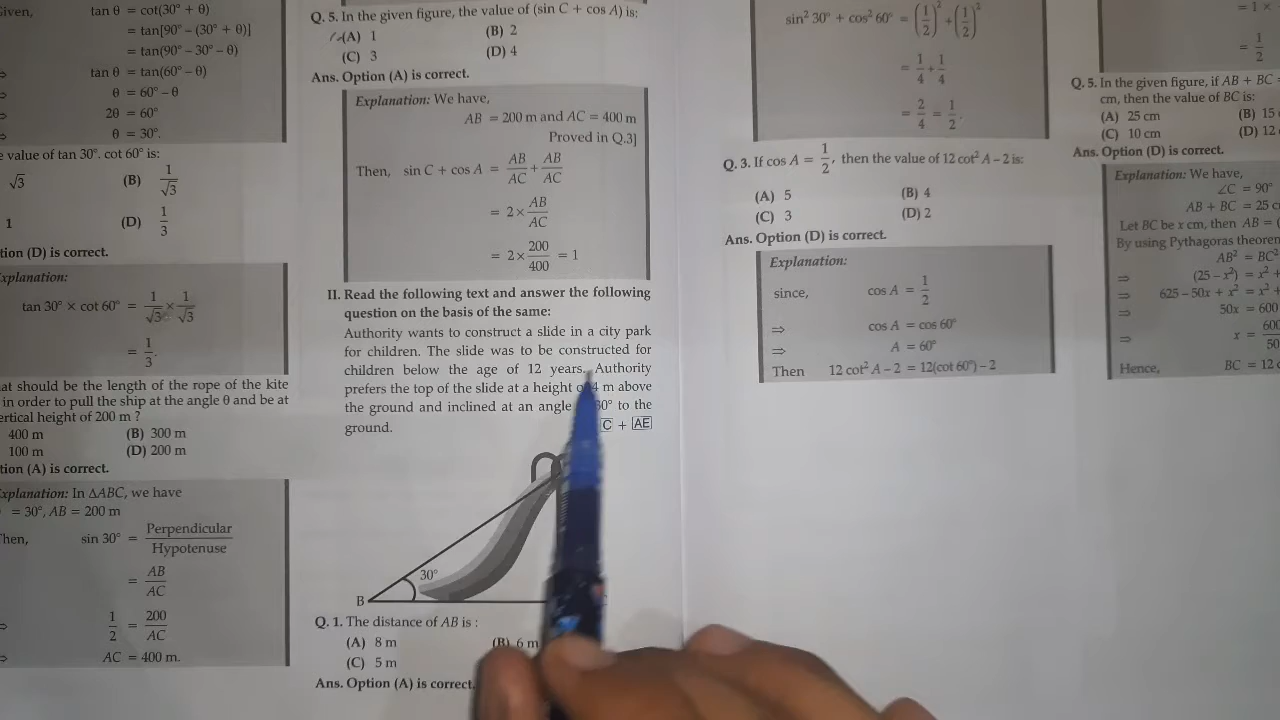 Given, tan θ = cot(30° + θ)
= tan[90° − (30° + θ)]
= tan(90° − 30° − θ)
tan θ = tan(60° − θ)
θ = 60° − θ
2θ = 60°
θ = 30°.
value of tan 30°. cot 60° is:
√3 (B) 1/√3
1 (D) 1/3
(D) is correct.
Explanation:
tan 30° × cot 60° = 1/√3 × 1/√3
= 1/3.
should be the length of the rope of the kite
in order to pull the ship at the angle θ and be at
vertical height of 200 m ?
400 m (B) 300 m
100 m (D) 200 m
(A) is correct.
Explanation: In ΔABC, we have
= 30°, AB = 200 m
Then, sin 30° = Perpendicular/Hypotenuse
= AB/AC
⇒ 1/2 = 200/AC
⇒ AC = 400 m.
Q. 5. In the given figure, the value of (sin C + cos A) is:
(A) 1 (B) 2
(C) 3 (D) 4
Ans. Option (A) is correct.
Explanation: We have,
AB = 200 m and AC = 400 m
Proved in Q.3]
Then, sin C + cos A = AB/AC + AB/AC
= 2 × AB/AC
= 2 × 200/400 = 1
II. Read the following text and answer the following
question on the basis of the same:
Authority wants to construct a slide in a city park
for children. The slide was to be constructed for
children below the age of 12 years. Authority
prefers the top of the slide at a height 4 m above
the ground and inclined at an angle 30° to the
ground.
C + AE
30°
B
Q. 1. The distance of AB is :
(A) 8 m (B) 6 m
(C) 5 m
Ans. Option (A) is correct.
sin² 30° + cos² 60° = (1/2)² + (1/2)²
= 1/4 + 1/4
= 2/4 = 1/2.
Q. 3. If cos A = 1/2, then the value of 12 cot² A − 2 is:
(A) 5 (B) 4
(C) 3 (D) 2
Ans. Option (D) is correct.
Explanation:
since, cos A = 1/2
⇒ cos A = cos 60°
⇒ A = 60°
Then 12 cot² A − 2 = 12(cot 60°) − 2
= 1 ×
= 1/2
Q. 5. In the given figure, if AB + BC =
cm, then the value of BC is:
(A) 25 cm (B) 15
(C) 10 cm (D) 12
Ans. Option (D) is correct.
Explanation: We have,
∠C = 90°
AB + BC = 25
Let BC be x cm, then AB = (
By using Pythagoras theorem
AB² = BC²
⇒ (25 − x²) = x² +
⇒ 625 − 50x + x² = x² +
⇒ 50x = 600
⇒ x = 600/50
Hence, BC = 12